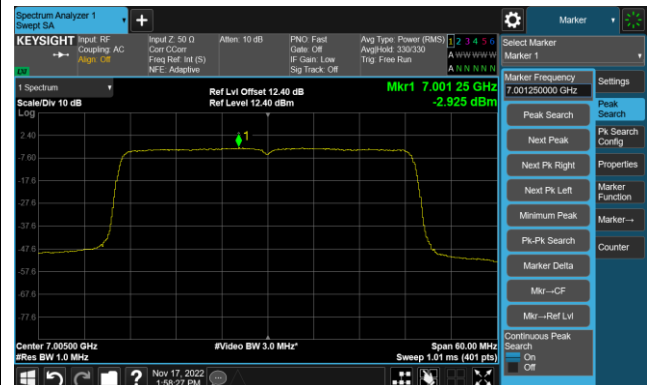 Spectrum Analyzer 1
Swept SA
Marker
KEYSIGHT
Input: RF
Coupling: AC
Align: Off
Input Z: 50 Ω
Corr CCorr
Freq Ref: Int (S)
NFE: Adaptive
Atten: 10 dB
PNO: Fast
Gate: Off
IF Gain: Low
Sig Track: Off
Avg Type: Power (RMS)
Avg|Hold: 330/330
Trig: Free Run
1 2 3 4 5 6
A W W W W W
A N N N N N
LXI
Select Marker
Marker 1
1 Spectrum
Scale/Div 10 dB
Log
Ref Lvl Offset 12.40 dB
Ref Level 12.40 dBm
Mkr1 7.001 25 GHz
-2.925 dBm
1
2.40
-7.60
-17.6
-27.6
-37.6
-47.6
-57.6
-67.6
-77.6
Center 7.00500 GHz
#Res BW 1.0 MHz
#Video BW 3.0 MHz*
Span 60.00 MHz
Sweep 1.01 ms (401 pts)
Marker Frequency
7.001250000 GHz
Peak Search
Next Peak
Next Pk Right
Next Pk Left
Minimum Peak
Pk-Pk Search
Marker Delta
Mkr→CF
Mkr→Ref Lvl
Continuous Peak
Search
On
Off
Settings
Peak
Search
Pk Search
Config
Properties
Marker
Function
Marker→
Counter
Nov 17, 2022
1:58:27 PM